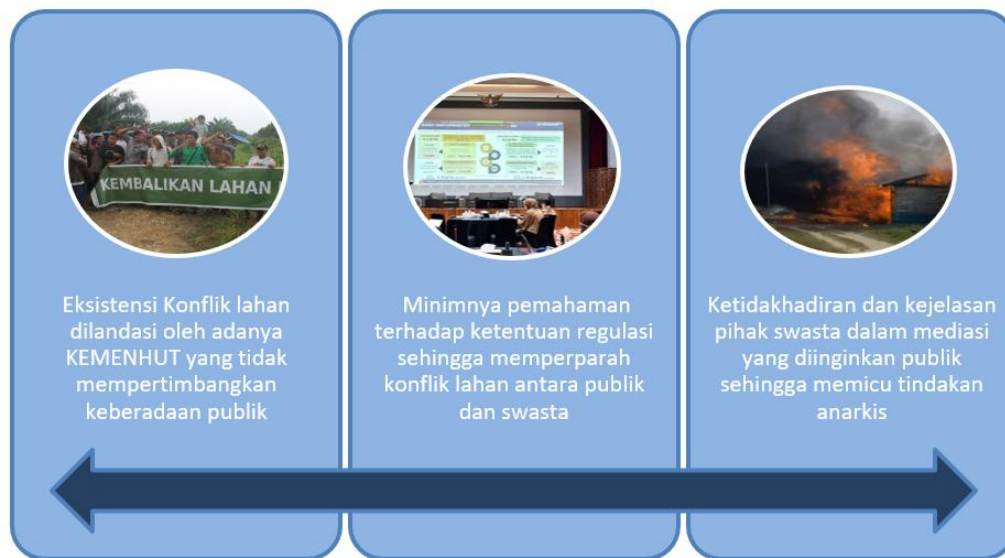 KEMBALIKAN LAHAN
Eksistensi Konflik lahan
dilandasi oleh adanya
KEMENHUT yang tidak
mempertimbangkan
keberadaan publik
Minimnya pemahaman
terhadap ketentuan regulasi
sehingga memperparah
konflik lahan antara publik
dan swasta
Ketidakhadiran dan kejelasan
pihak swasta dalam mediasi
yang diinginkan publik
sehingga memicu tindakan
anarkis